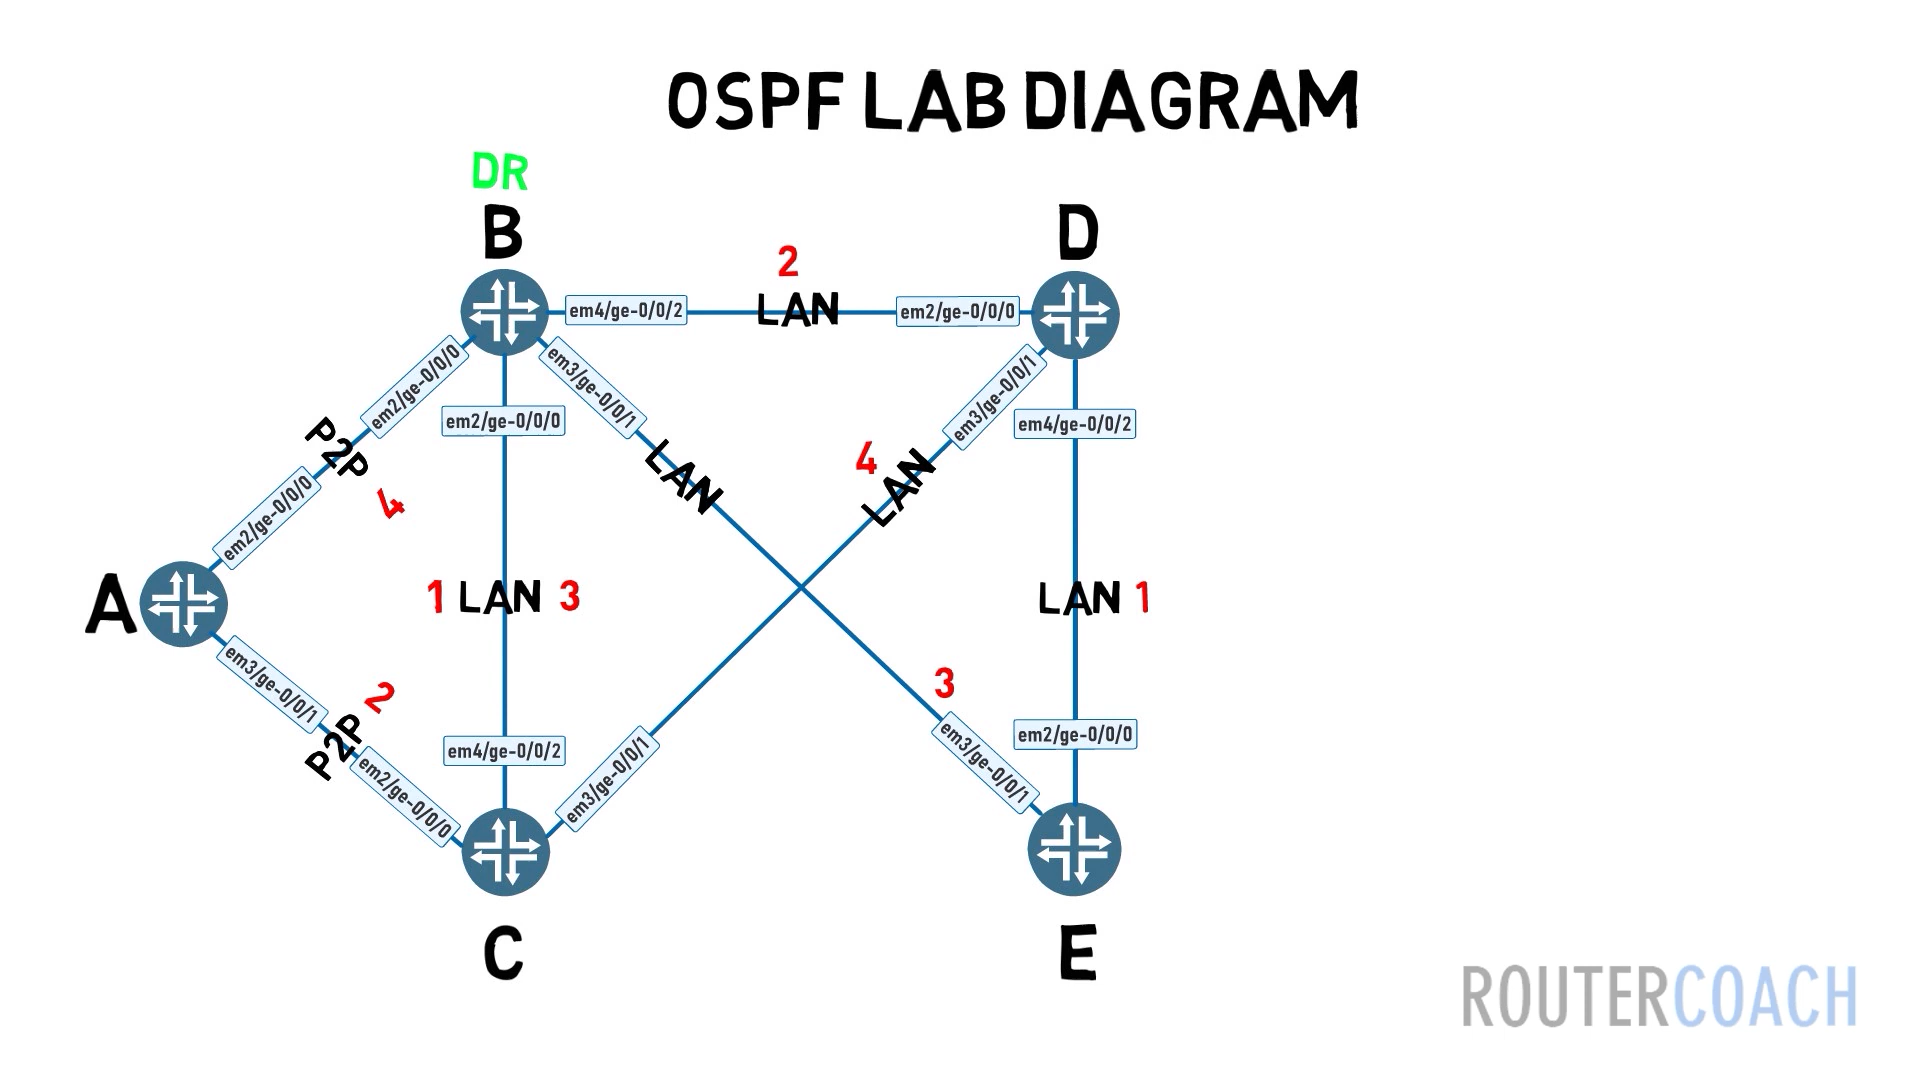 OSPF LAB DIAGRAM
DR
B
D
2
em4/ge-0/0/2
LAN
em2/ge-0/0/0
em2/ge-0/0/0
em3/ge-0/0/1
em3/ge-0/0/1
em2/ge-0/0/0
em4/ge-0/0/2
P2P
LAN
4
LAN
em2/ge-0/0/0
4
A
1 LAN 3
LAN 1
em3/ge-0/0/1
2
3
P2P
em2/ge-0/0/0
em4/ge-0/0/2
em3/ge-0/0/1
em3/ge-0/0/1
em2/ge-0/0/0
C
E
ROUTERCOACH